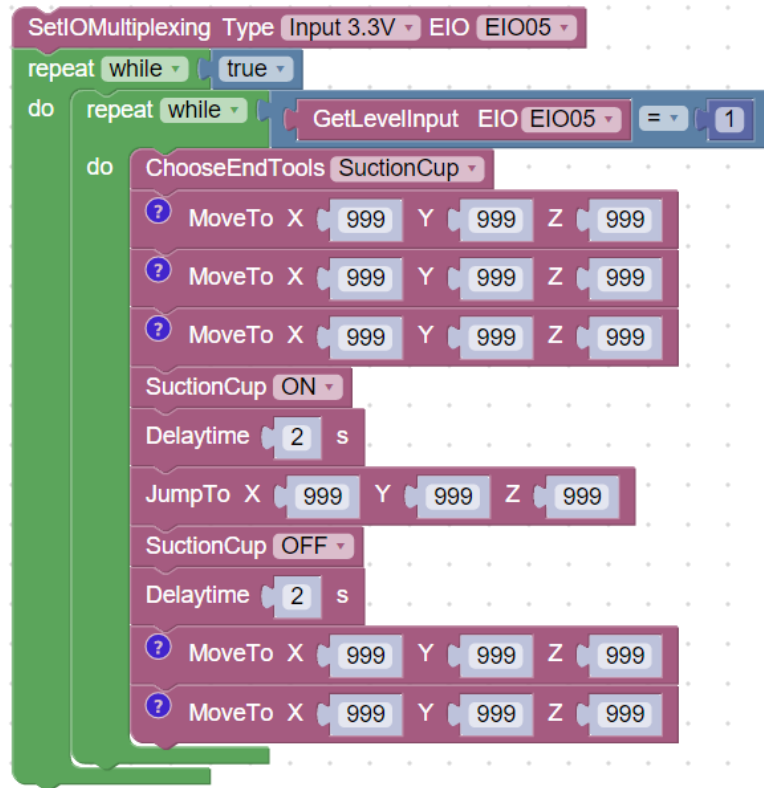 SetIOMultiplexing Type Input 3.3V EIO EIO05
repeat while true
do repeat while GetLevelInput EIO EIO05 = 1
do ChooseEndTools SuctionCup
? MoveTo X 999 Y 999 Z 999
? MoveTo X 999 Y 999 Z 999
? MoveTo X 999 Y 999 Z 999
SuctionCup ON
Delaytime 2 s
JumpTo X 999 Y 999 Z 999
SuctionCup OFF
Delaytime 2 s
? MoveTo X 999 Y 999 Z 999
? MoveTo X 999 Y 999 Z 999